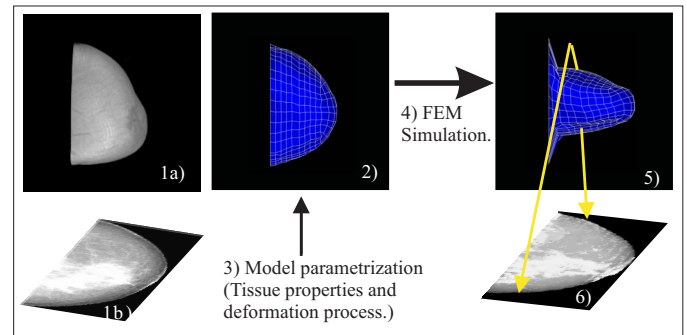 1a)
2)
4) FEM
Simulation.
5)
1b)
3) Model parametrization
(Tissue properties and
deformation process.)
6)